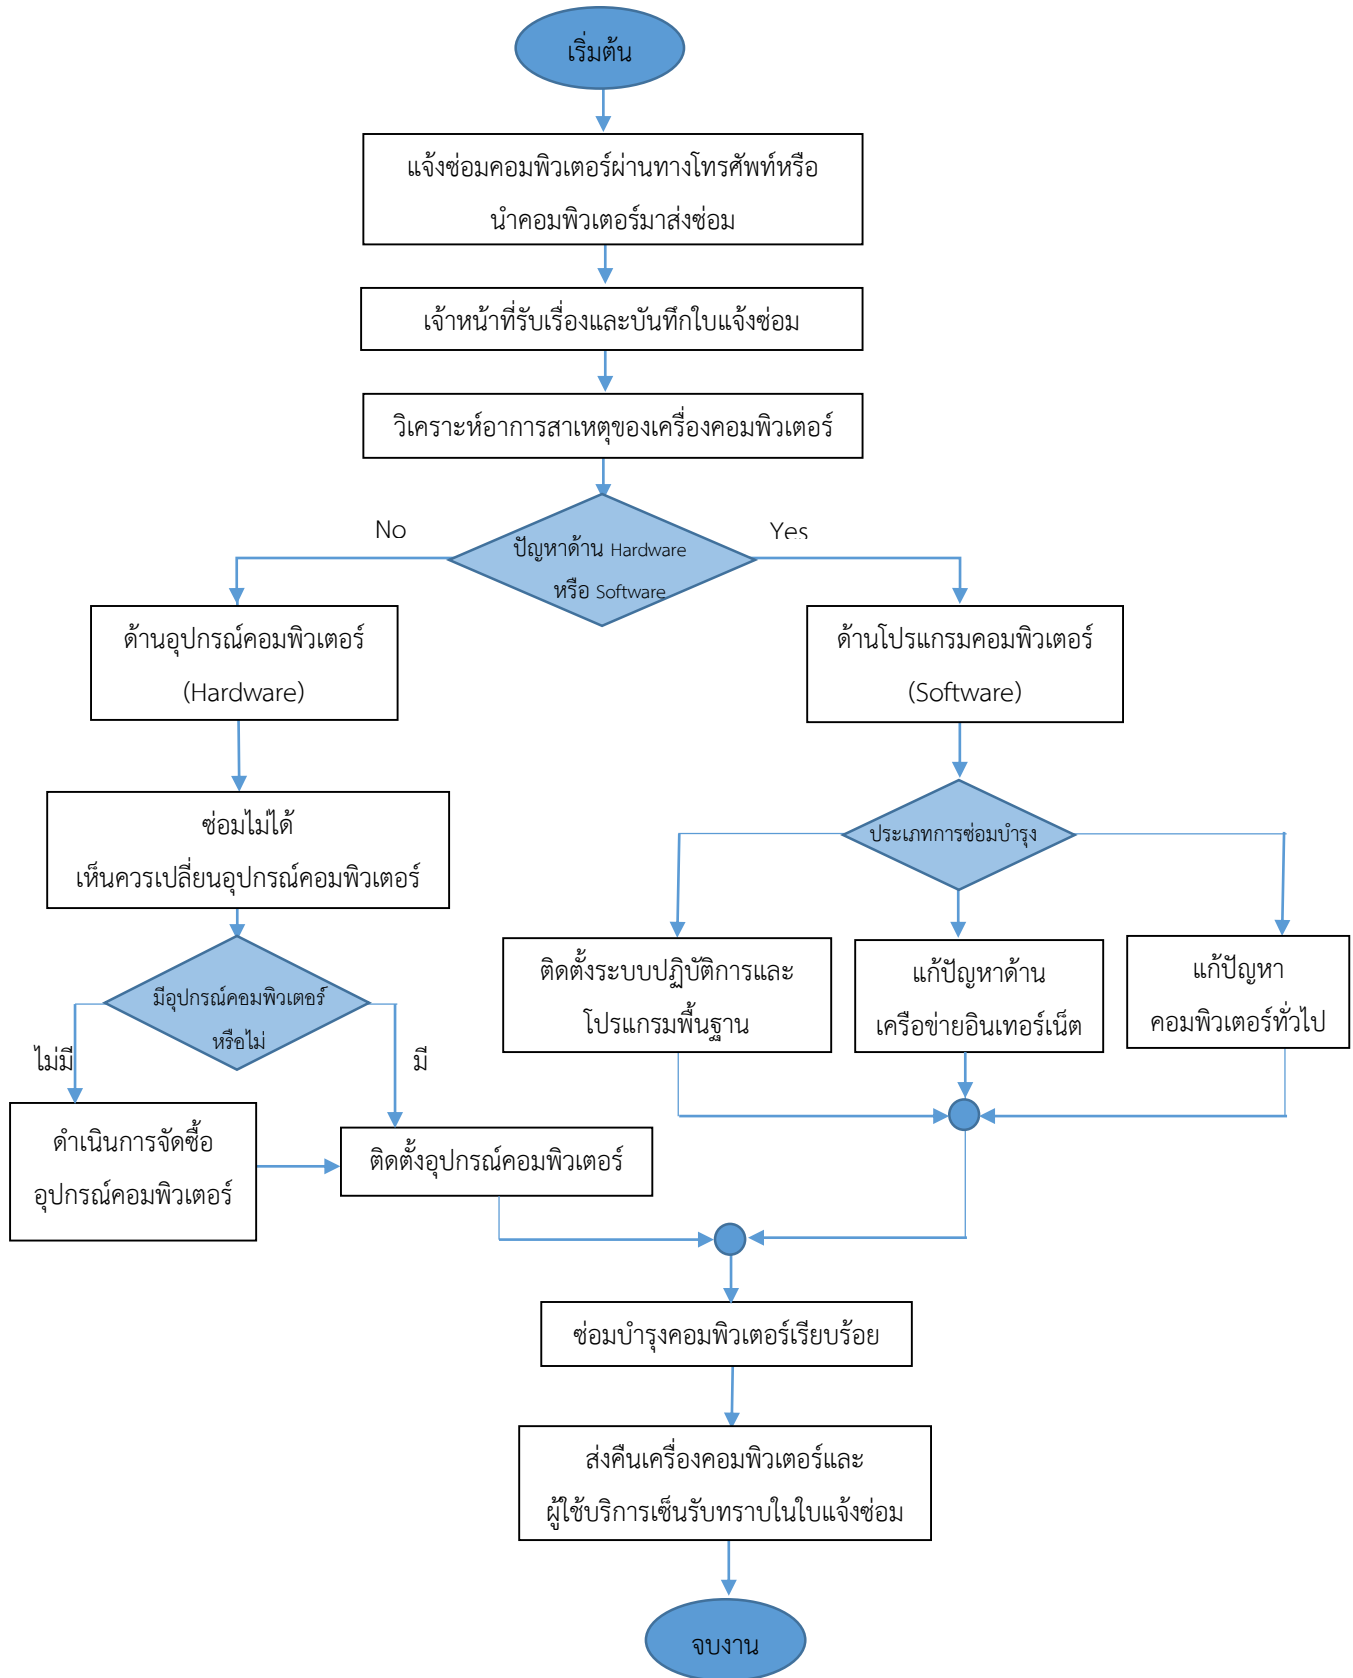 เริ่มต้น
แจ้งซ่อมคอมพิวเตอร์ผ่านทางโทรศัพท์หรือ
นำคอมพิวเตอร์มาส่งซ่อม
เจ้าหน้าที่รับเรื่องและบันทึกใบแจ้งซ่อม
วิเคราะห์อาการสาเหตุของเครื่องคอมพิวเตอร์
No
Yes
ปัญหาด้าน Hardware
หรือ Software
ด้านอุปกรณ์คอมพิวเตอร์
(Hardware)
ด้านโปรแกรมคอมพิวเตอร์
(Software)
ซ่อมไม่ได้
เห็นควรเปลี่ยนอุปกรณ์คอมพิวเตอร์
ประเภทการซ่อมบำรุง
มีอุปกรณ์คอมพิวเตอร์
หรือไม่
ไม่มี
มี
ติดตั้งระบบปฏิบัติการและ
โปรแกรมพื้นฐาน
แก้ปัญหาด้าน
เครือข่ายอินเทอร์เน็ต
แก้ปัญหา
คอมพิวเตอร์ทั่วไป
ดำเนินการจัดซื้อ
อุปกรณ์คอมพิวเตอร์
ติดตั้งอุปกรณ์คอมพิวเตอร์
ซ่อมบำรุงคอมพิวเตอร์เรียบร้อย
ส่งคืนเครื่องคอมพิวเตอร์และ
ผู้ใช้บริการเซ็นรับทราบในใบแจ้งซ่อม
จบงาน